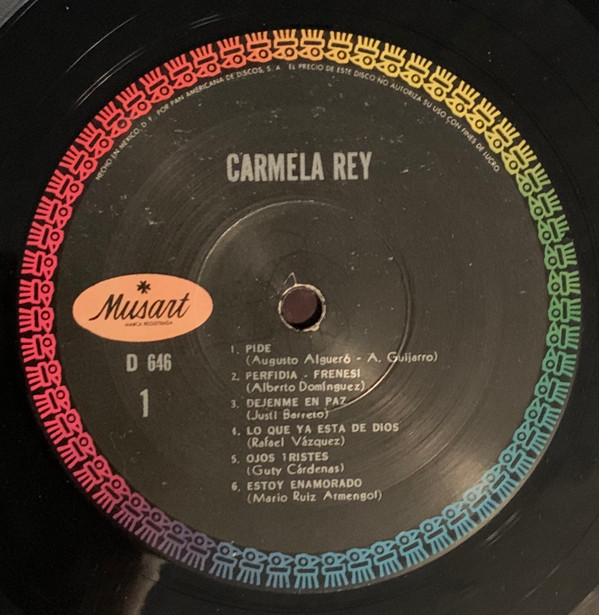 HECHO EN MEXICO, D. F. POR PAN AMERICANA DE DISCOS, S. A. EL PRECIO DE ESTE DISCO NO AUTORIZA SU USO CON FINES DE LUCRO.
CARMELA REY
Musart
MARCA REGISTRADA
D 646
1
1. PIDE
(Augusto Algueró - A. Guijarro)
2. PERFIDIA - FRENESI
(Alberto Domínguez)
3. DEJENME EN PAZ
(Justi Barreto)
4. LO QUE YA ESTA DE DIOS
(Rafael Vázquez)
5. OJOS TRISTES
(Guty Cárdenas)
6. ESTOY ENAMORADO
(Mario Ruiz Armengol)